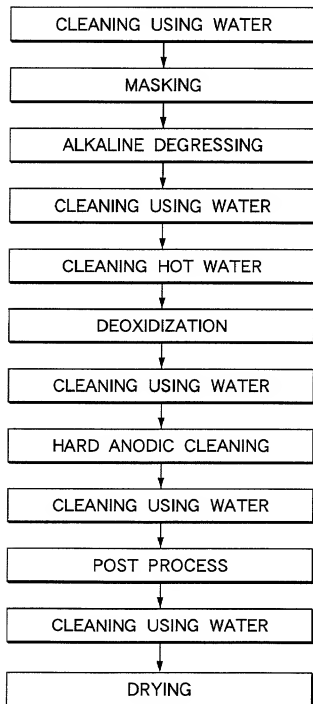 CLEANING USING WATER
MASKING
ALKALINE DEGRESSING
CLEANING USING WATER
CLEANING HOT WATER
DEOXIDIZATION
CLEANING USING WATER
HARD ANODIC CLEANING
CLEANING USING WATER
POST PROCESS
CLEANING USING WATER
DRYING